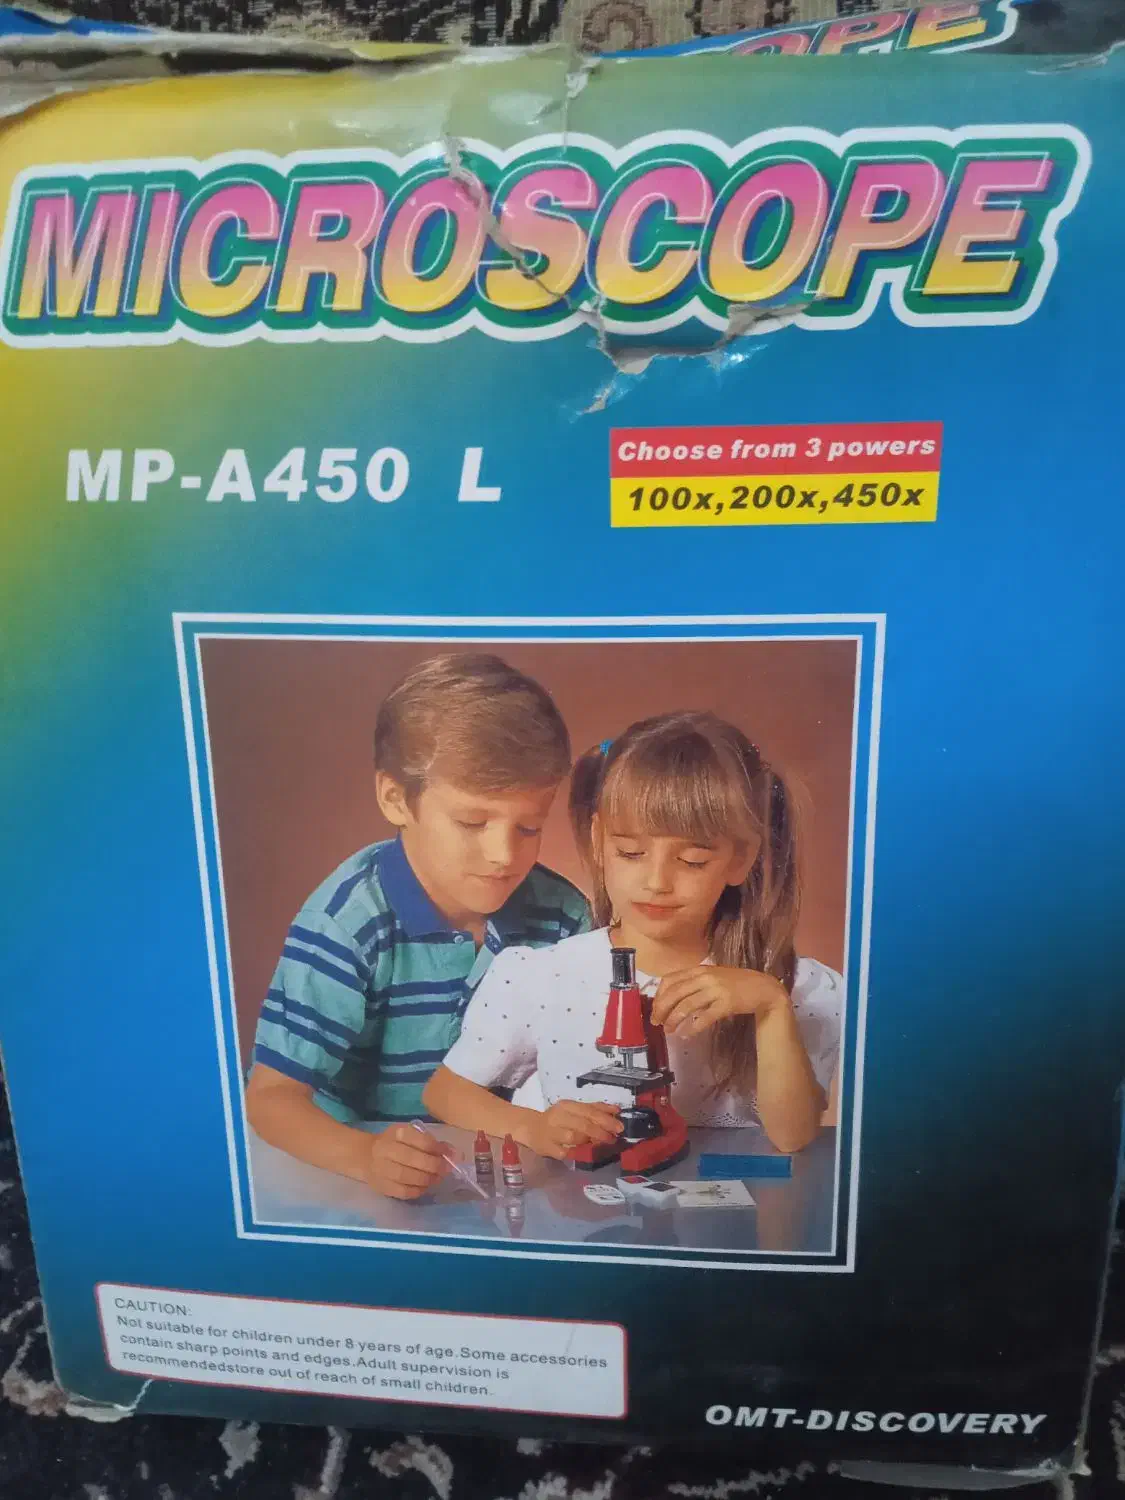 OPE
MICROSCOPE
MP-A450 L
Choose from 3 powers
100x,200x,450x
CAUTION:
Not suitable for children under 8 years of age.Some accessories
contain sharp points and edges.Adult supervision is
recommendedstore out of reach of small children.
OMT-DISCOVERY